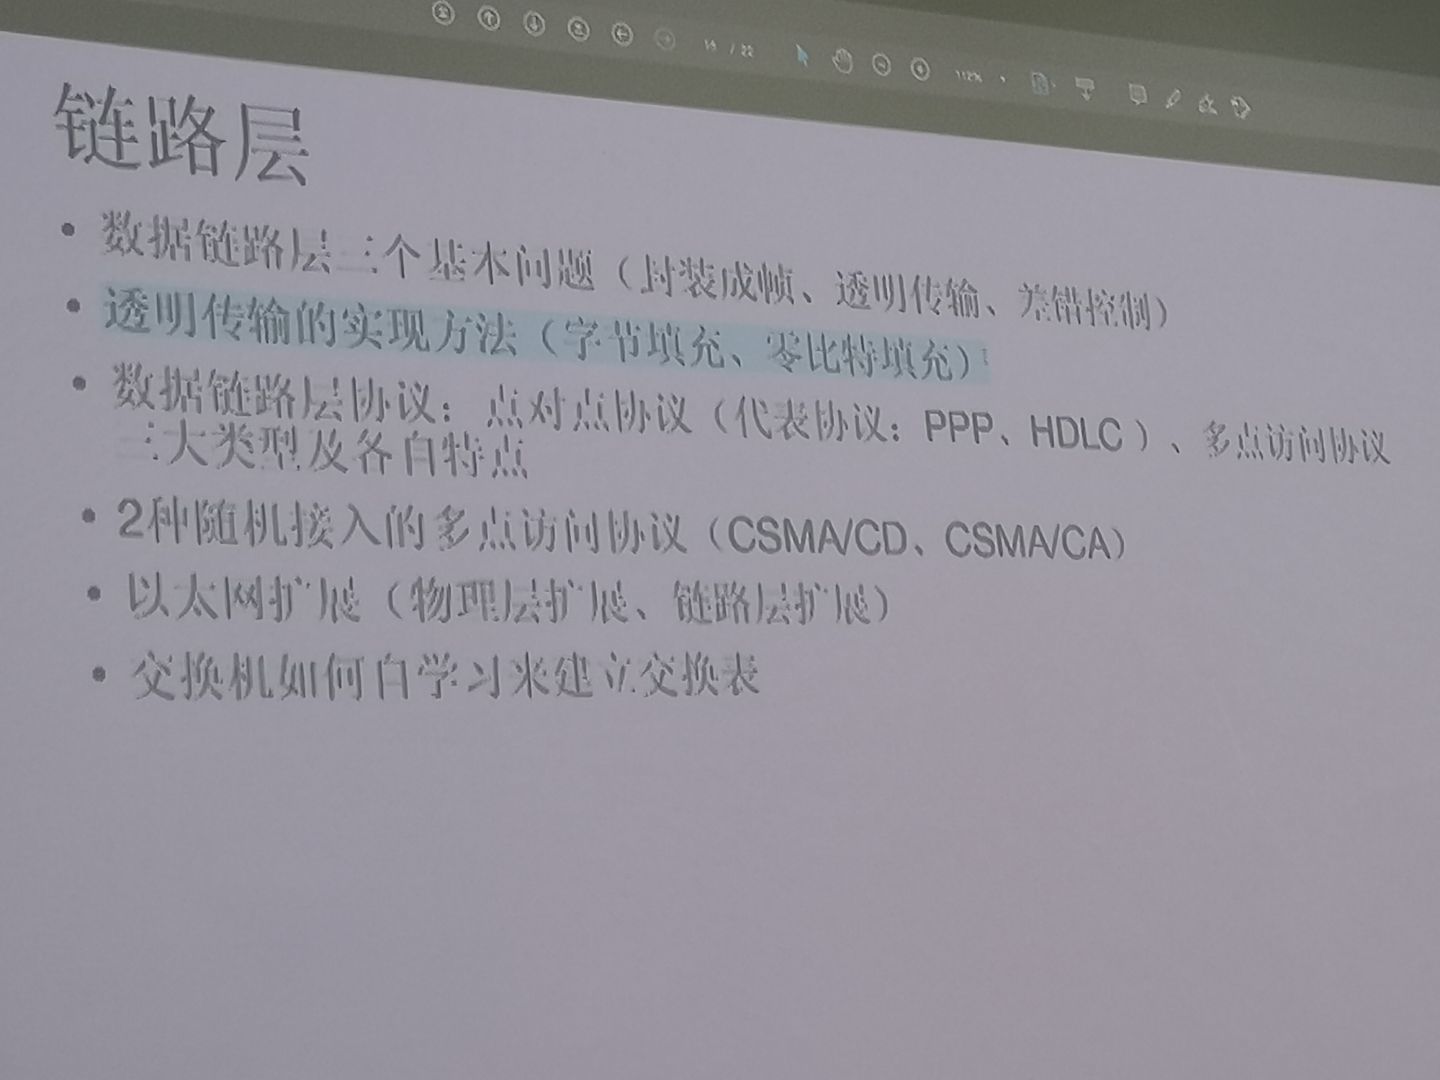 / 22
112%
链路层
• 数据链路层三个基本问题（封装成帧、透明传输、差错控制）
• 透明传输的实现方法（字节填充、零比特填充）
• 数据链路层协议：点对点协议（代表协议：PPP、HDLC）、多点访问协议
三大类型及各自特点
• 2种随机接入的多点访问协议（CSMA/CD、CSMA/CA）
• 以太网扩展（物理层扩展、链路层扩展）
• 交换机如何自学习来建立交换表